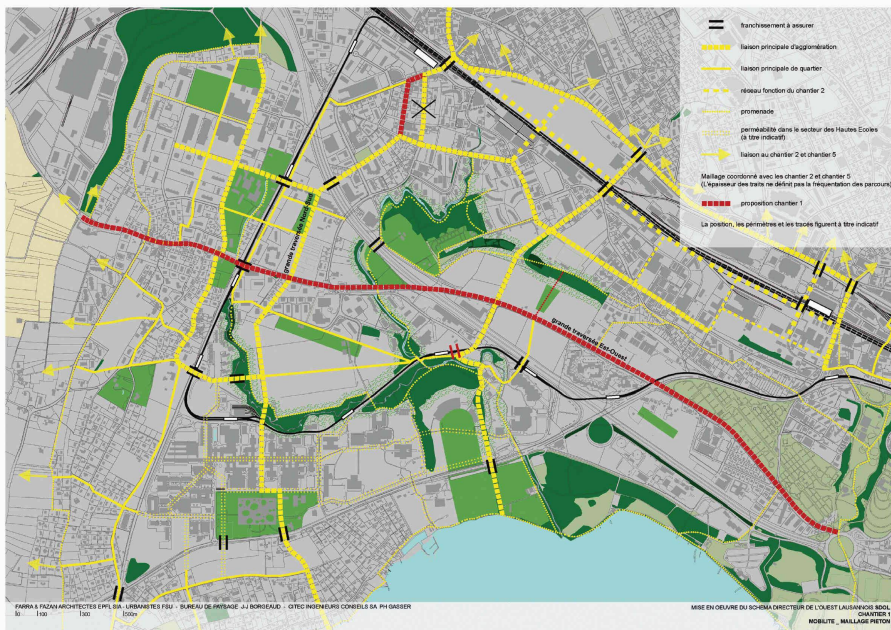 franchissement à assurer
liaison principale d'agglomération
liaison principale de quartier
réseau fonction du chantier 2
promenade
perméabilité dans le secteur des Hautes Ecoles
(à titre indicatif)
liaison au chantier 2 et chantier 5
Maillage coordonné avec les chantier 2 et chantier 5
(L'épaisseur des traits ne définit pas la fréquentation des parcours)
proposition chantier 1
La position, les périmètres et les tracés figurent à titre indicatif
grande traversée Nord-Sud
grande traversée Est-Ouest
FARRA & FAZAN ARCHITECTES EPFL SIA - URBANISTES FSU - BUREAU DE PAYSAGE J-J BORGEAUD - CITEC INGENIEURS CONSEILS SA PH GASSER
|0 |100 |300 |500m
MISE EN OEUVRE DU SCHEMA DIRECTEUR DE L'OUEST LAUSANNOIS SDOL
CHANTIER 1
MOBILITE _ MAILLAGE PIETON